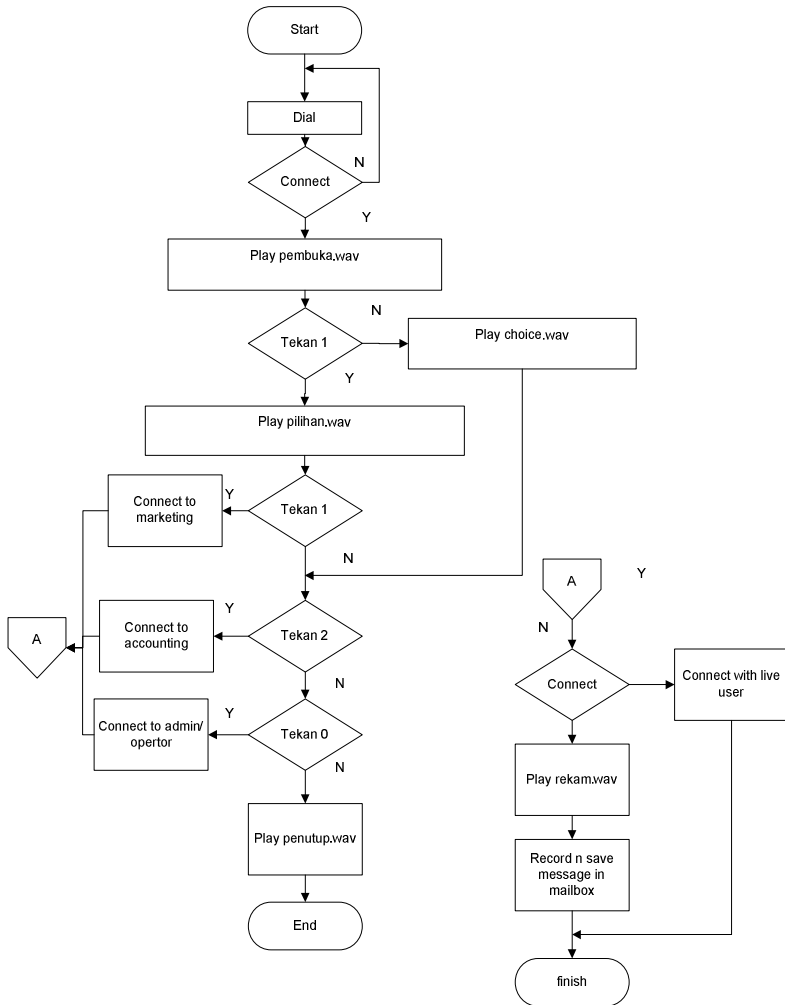 Start
Dial
N
Connect
Y
Play pembuka.wav
N
Tekan 1
Play choice.wav
Y
Play pilihan.wav
Connect to
marketing
Y
Tekan 1
N
A
Connect to
accounting
Y
Tekan 2
N
Connect to admin/
opertor
Y
Tekan 0
N
Play penutup.wav
End
A
Y
N
Connect
Connect with live
user
Play rekam.wav
Record n save
message in
mailbox
finish